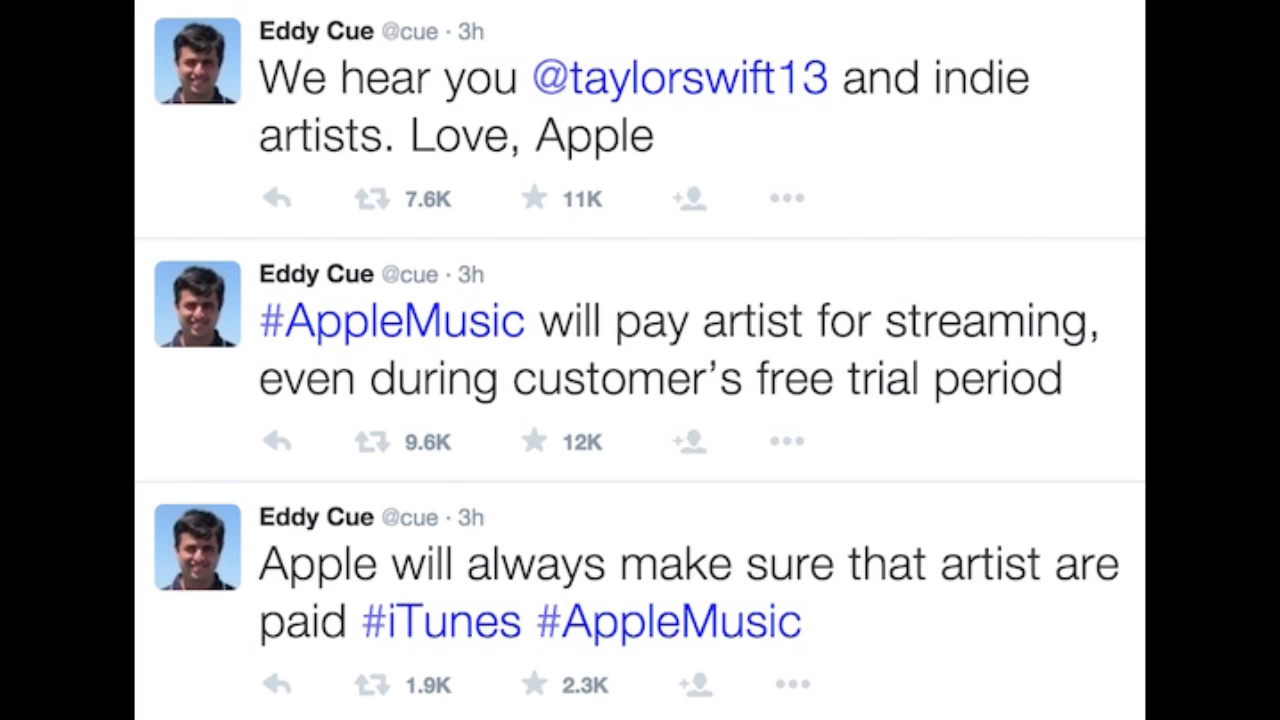 Eddy Cue @cue · 3h
We hear you @taylorswift13 and indie
artists. Love, Apple
7.6K 11K
Eddy Cue @cue · 3h
#AppleMusic will pay artist for streaming,
even during customer’s free trial period
9.6K 12K
Eddy Cue @cue · 3h
Apple will always make sure that artist are
paid #iTunes #AppleMusic
1.9K 2.3K